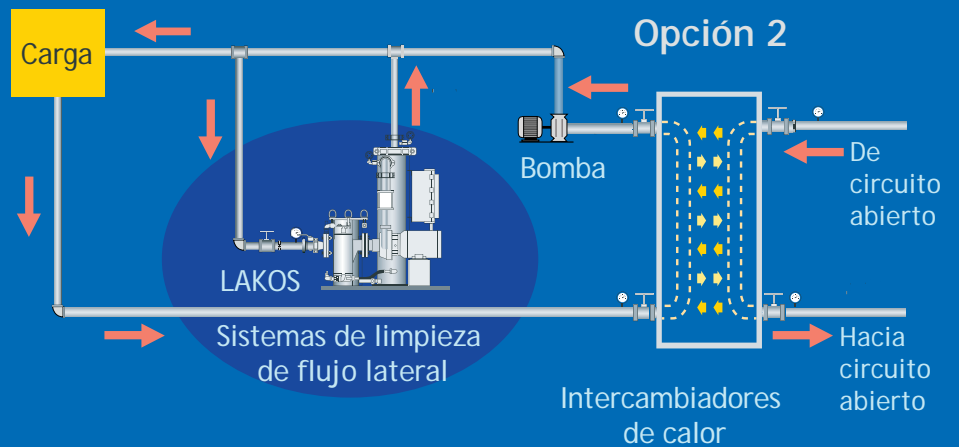 Opción 2
Carga
Bomba
De
circuito
abierto
LAKOS
Sistemas de limpieza
de flujo lateral
Hacia
circuito
abierto
Intercambiadores
de calor